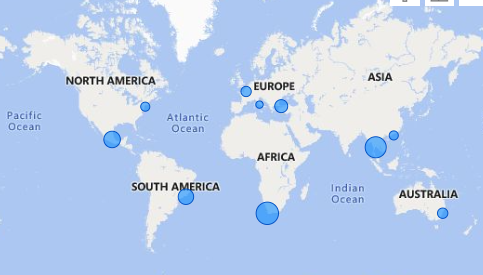 NORTH AMERICA
EUROPE
ASIA
Pacific
Ocean
Atlantic
Ocean
AFRICA
SOUTH AMERICA
Indian
Ocean
AUSTRALIA